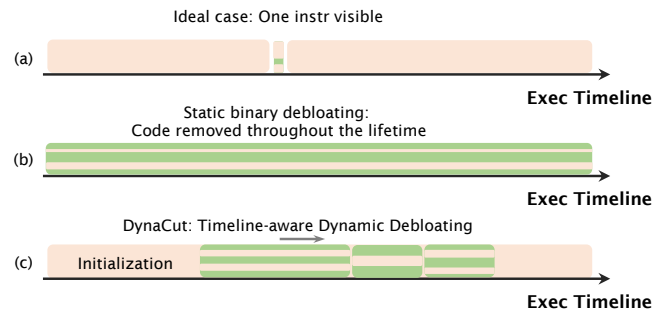 Ideal case: One instr visible
(a)
Exec Timeline
Static binary debloating:
Code removed throughout the lifetime
(b)
Exec Timeline
DynaCut: Timeline-aware Dynamic Debloating
(c)
Initialization
Exec Timeline